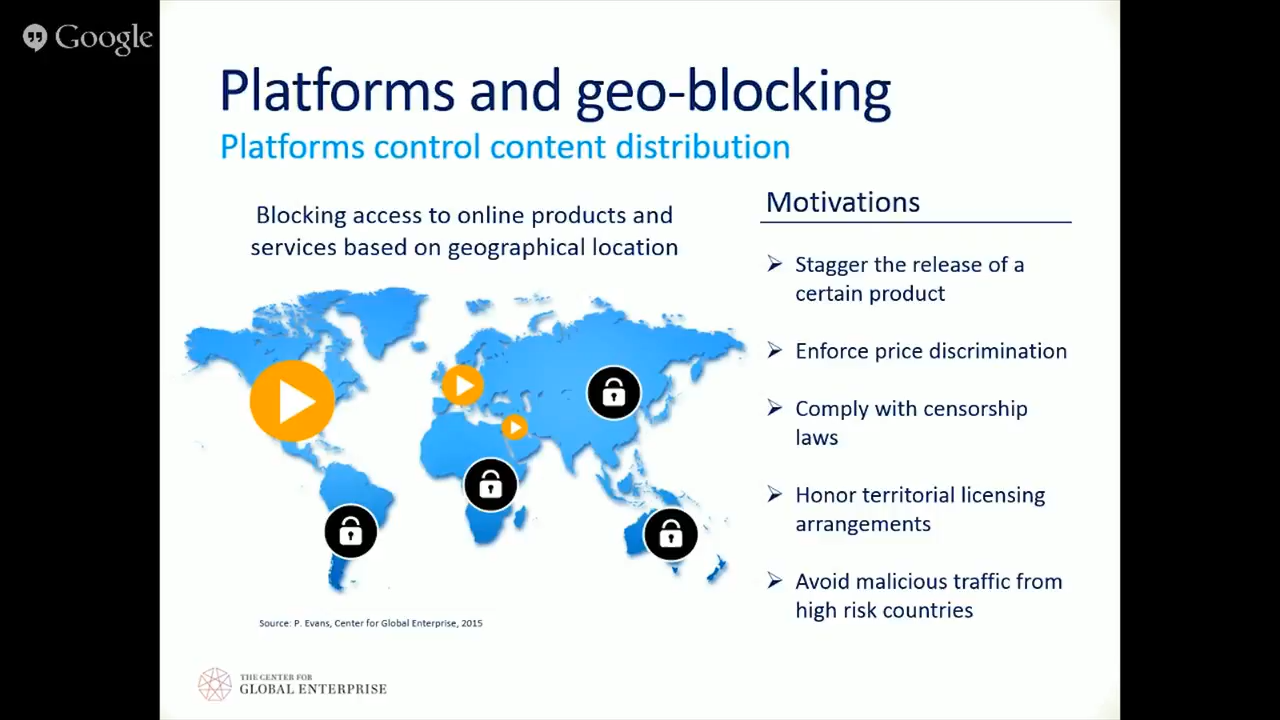 Google
Platforms and geo-blocking
Platforms control content distribution
Blocking access to online products and
services based on geographical location
Motivations
Stagger the release of a
certain product
Enforce price discrimination
Comply with censorship
laws
Honor territorial licensing
arrangements
Avoid malicious traffic from
high risk countries
Source: P. Evans, Center for Global Enterprise, 2015
THE CENTER FOR
GLOBAL ENTERPRISE